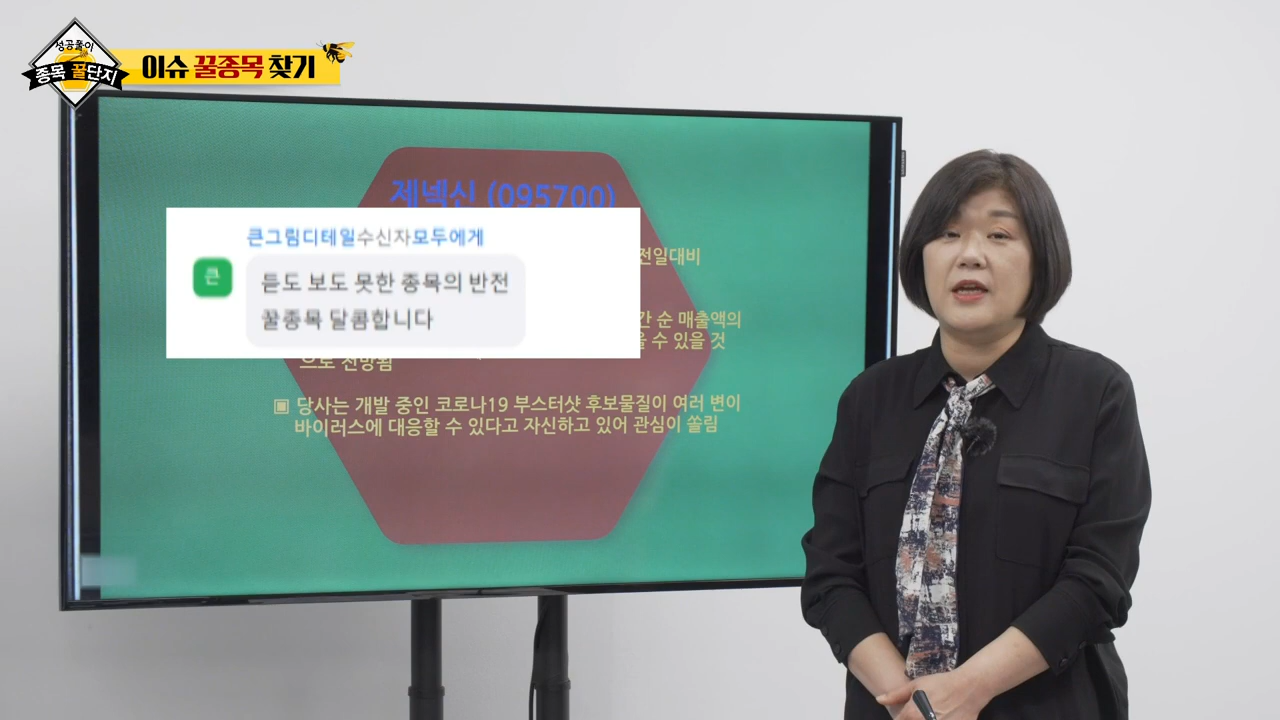 성공풀이
종목 꿀단지
이슈 꿀종목 찾기
제넥신 (095700)
큰그림디테일수신자모두에게
큰
듣도 보도 못한 종목의 반전
꿀종목 달콤합니다
전일대비
간 순 매출액의
수 있을 것
으로 전망됨
▣ 당사는 개발 중인 코로나19 부스터샷 후보물질이 여러 변이
바이러스에 대응할 수 있다고 자신하고 있어 관심이 쏠림